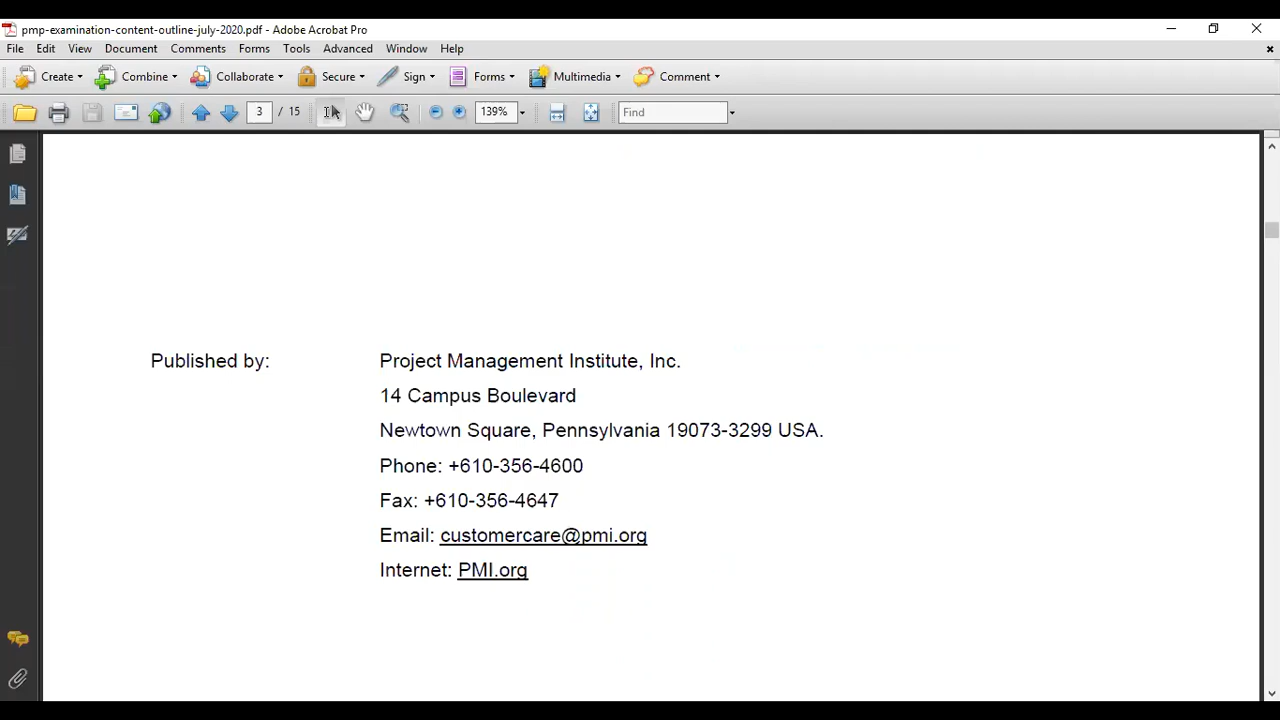 pmp-examination-content-outline-july-2020.pdf - Adobe Acrobat Pro
File Edit View Document Comments Forms Tools Advanced Window Help
Create Combine Collaborate Secure Sign Forms Multimedia Comment
3 / 15 139% Find
Published by: Project Management Institute, Inc.
14 Campus Boulevard
Newtown Square, Pennsylvania 19073-3299 USA.
Phone: +610-356-4600
Fax: +610-356-4647
Email: customercare@pmi.org
Internet: PMI.org